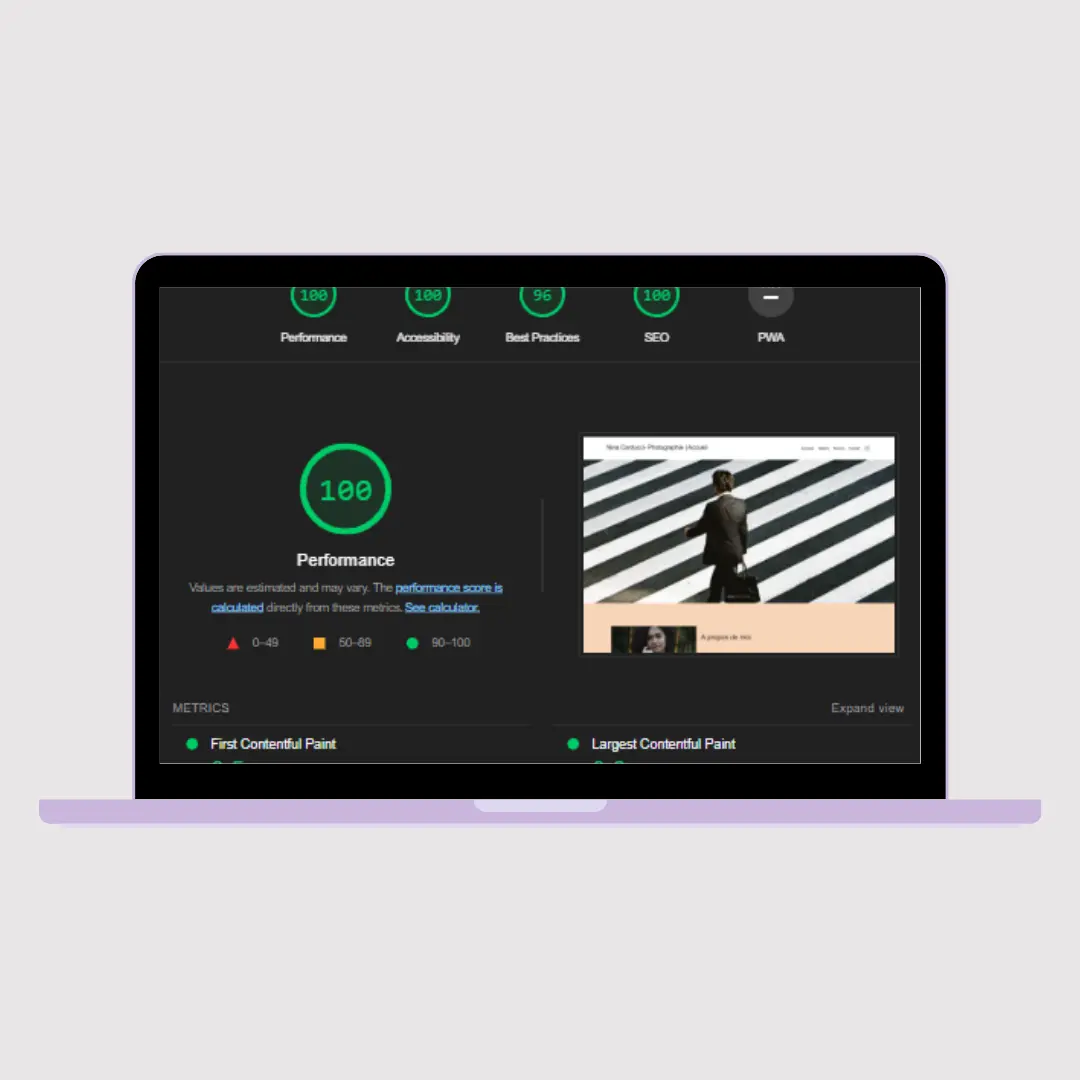 100 100 96 100
Performance Accessibility Best Practices SEO PWA
100
Performance
Values are estimated and may vary. The performance score is
calculated directly from these metrics. See calculator.
0–49 50–89 90–100
Nina Carducci- Photographe | Accueil
A propos de moi
METRICS Expand view
First Contentful Paint Largest Contentful Paint